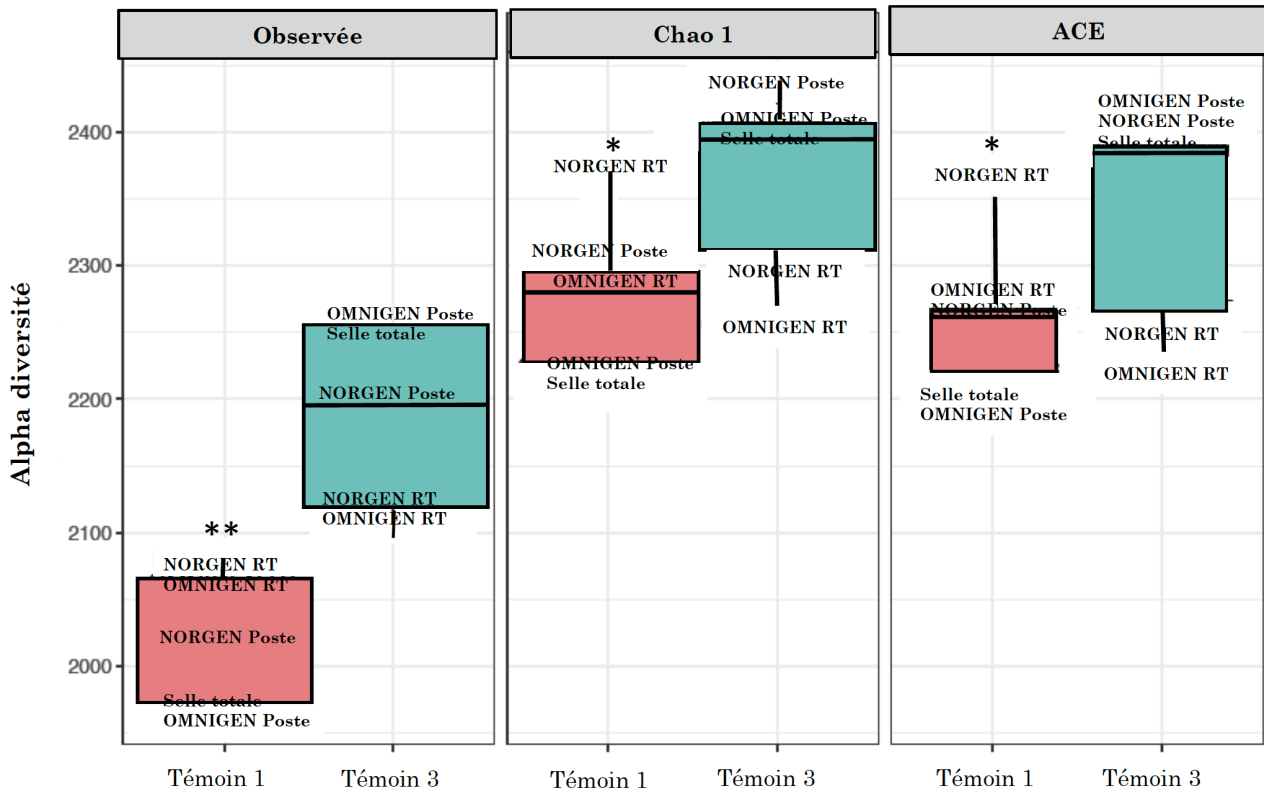 Observée
Chao 1
ACE
Alpha diversité
2400
2300
2200
2100
2000
OMNIGEN Poste
Selle totale
NORGEN Poste
NORGEN RT
OMNIGEN RT
**
NORGEN RT
OMNIGEN RT
NORGEN Poste
Selle totale
OMNIGEN Poste
*
NORGEN RT
NORGEN Poste
OMNIGEN RT
OMNIGEN Poste
Selle totale
NORGEN Poste
OMNIGEN Poste
Selle totale
NORGEN RT
OMNIGEN RT
*
NORGEN RT
OMNIGEN RT
NORGEN Poste
Selle totale
OMNIGEN Poste
OMNIGEN Poste
NORGEN Poste
Selle totale
NORGEN RT
OMNIGEN RT
Témoin 1
Témoin 3
Témoin 1
Témoin 3
Témoin 1
Témoin 3